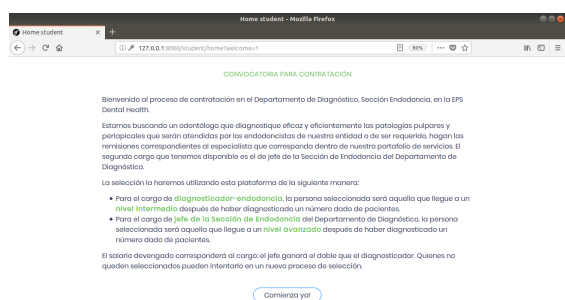 Home student - Mozilla Firefox
Home student
127.0.0.1:8000/student/home?welcome=1
80%
CONVOCATORIA PARA CONTRATACIÓN
Bienvenido al proceso de contratación en el Departamento de Diagnóstico, Sección Endodoncia, en la EPS
Dental Health.
Estamos buscando un odontólogo que diagnostique eficaz y eficientemente las patologías pulpares y
periapicales que serán atendidas por los endodoncistas de nuestra entidad o de ser requerido, hagan las
remisiones correspondientes al especialista que corresponda dentro de nuestro portafolio de servicios. El
segundo cargo que tenemos disponible es el de jefe de la Sección de Endodoncia del Departamento de
Diagnóstico.
La selección la haremos utilizando esta plataforma de la siguiente manera:
• Para el cargo de diagnosticador-endodoncia, la persona seleccionada será aquella que llegue a un
nivel intermedio después de haber diagnosticado un número dado de pacientes.
• Para el cargo de jefe de la Sección de Endodoncia del Departamento de Diagnóstico, la persona
seleccionada será aquella que llegue a un nivel avanzado después de haber diagnosticado un
número dado de pacientes.
El salario devengado corresponderá al cargo: el jefe ganará el doble que el diagnosticador. Quienes no
queden seleccionados pueden intentarlo en un nuevo proceso de selección.
Comienza ya!